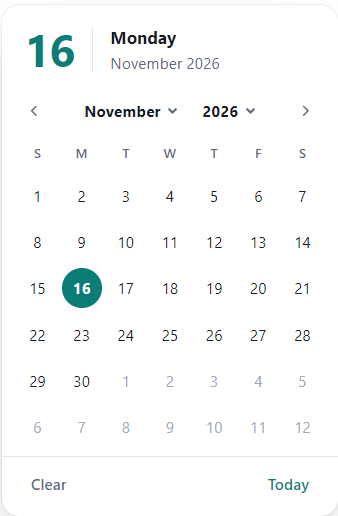 16 Monday
November 2026
November 2026
S M T W T F S
1 2 3 4 5 6 7
8 9 10 11 12 13 14
15 16 17 18 19 20 21
22 23 24 25 26 27 28
29 30 1 2 3 4 5
6 7 8 9 10 11 12
Clear Today